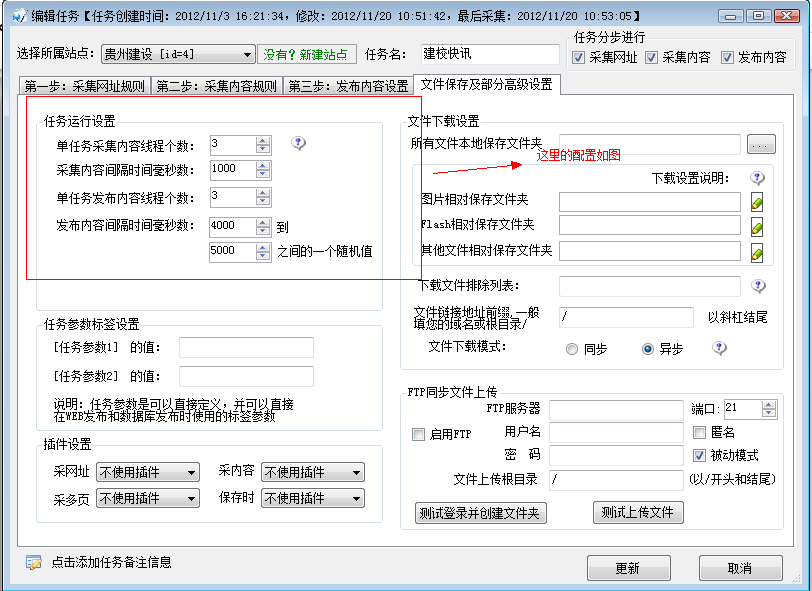 编辑任务【任务创建时间：2012/11/3 16:21:34，修改：2012/11/20 10:51:42，最后采集：2012/11/20 10:53:05】
选择所属站点： 贵州建设 [id=4] 没有？新建站点 任务名： 建校快讯
任务分步进行
采集网址 采集内容 发布内容
第一步：采集网址规则 第二步：采集内容规则 第三步：发布内容设置 文件保存及部分高级设置
任务运行设置
单任务采集内容线程个数： 3
采集内容间隔时间毫秒数： 1000
单任务发布内容线程个数： 3
发布内容间隔时间毫秒数： 4000 到
5000 之间的一个随机值
任务参数标签设置
[任务参数1] 的值：
[任务参数2] 的值：
说明：任务参数是可以直接定义，并可以直接
在WEB发布和数据库发布时使用的标签参数
插件设置
采网址 不使用插件 采内容 不使用插件
采多页 不使用插件 保存时 不使用插件
文件下载设置
所有文件本地保存文件夹 ...
这里的配置如图
下载设置说明：
图片相对保存文件夹
Flash相对保存文件夹
其他文件相对保存文件夹
下载文件排除列表：
文件链接地址前缀,一般
填您的域名或根目录/ / 以斜杠结尾
文件下载模式： 同步 异步
FTP同步文件上传
FTP服务器 端口: 21
启用FTP 用户名 匿名
密 码 被动模式
文件上传根目录 / (以/开头和结尾)
测试登录并创建文件夹 测试上传文件
点击添加任务备注信息 更新 取消